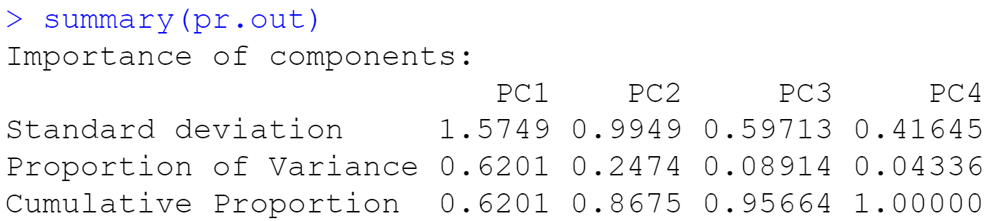 > summary(pr.out)
Importance of components:
PC1 PC2 PC3 PC4
Standard deviation 1.5749 0.9949 0.59713 0.41645
Proportion of Variance 0.6201 0.2474 0.08914 0.04336
Cumulative Proportion 0.6201 0.8675 0.95664 1.00000